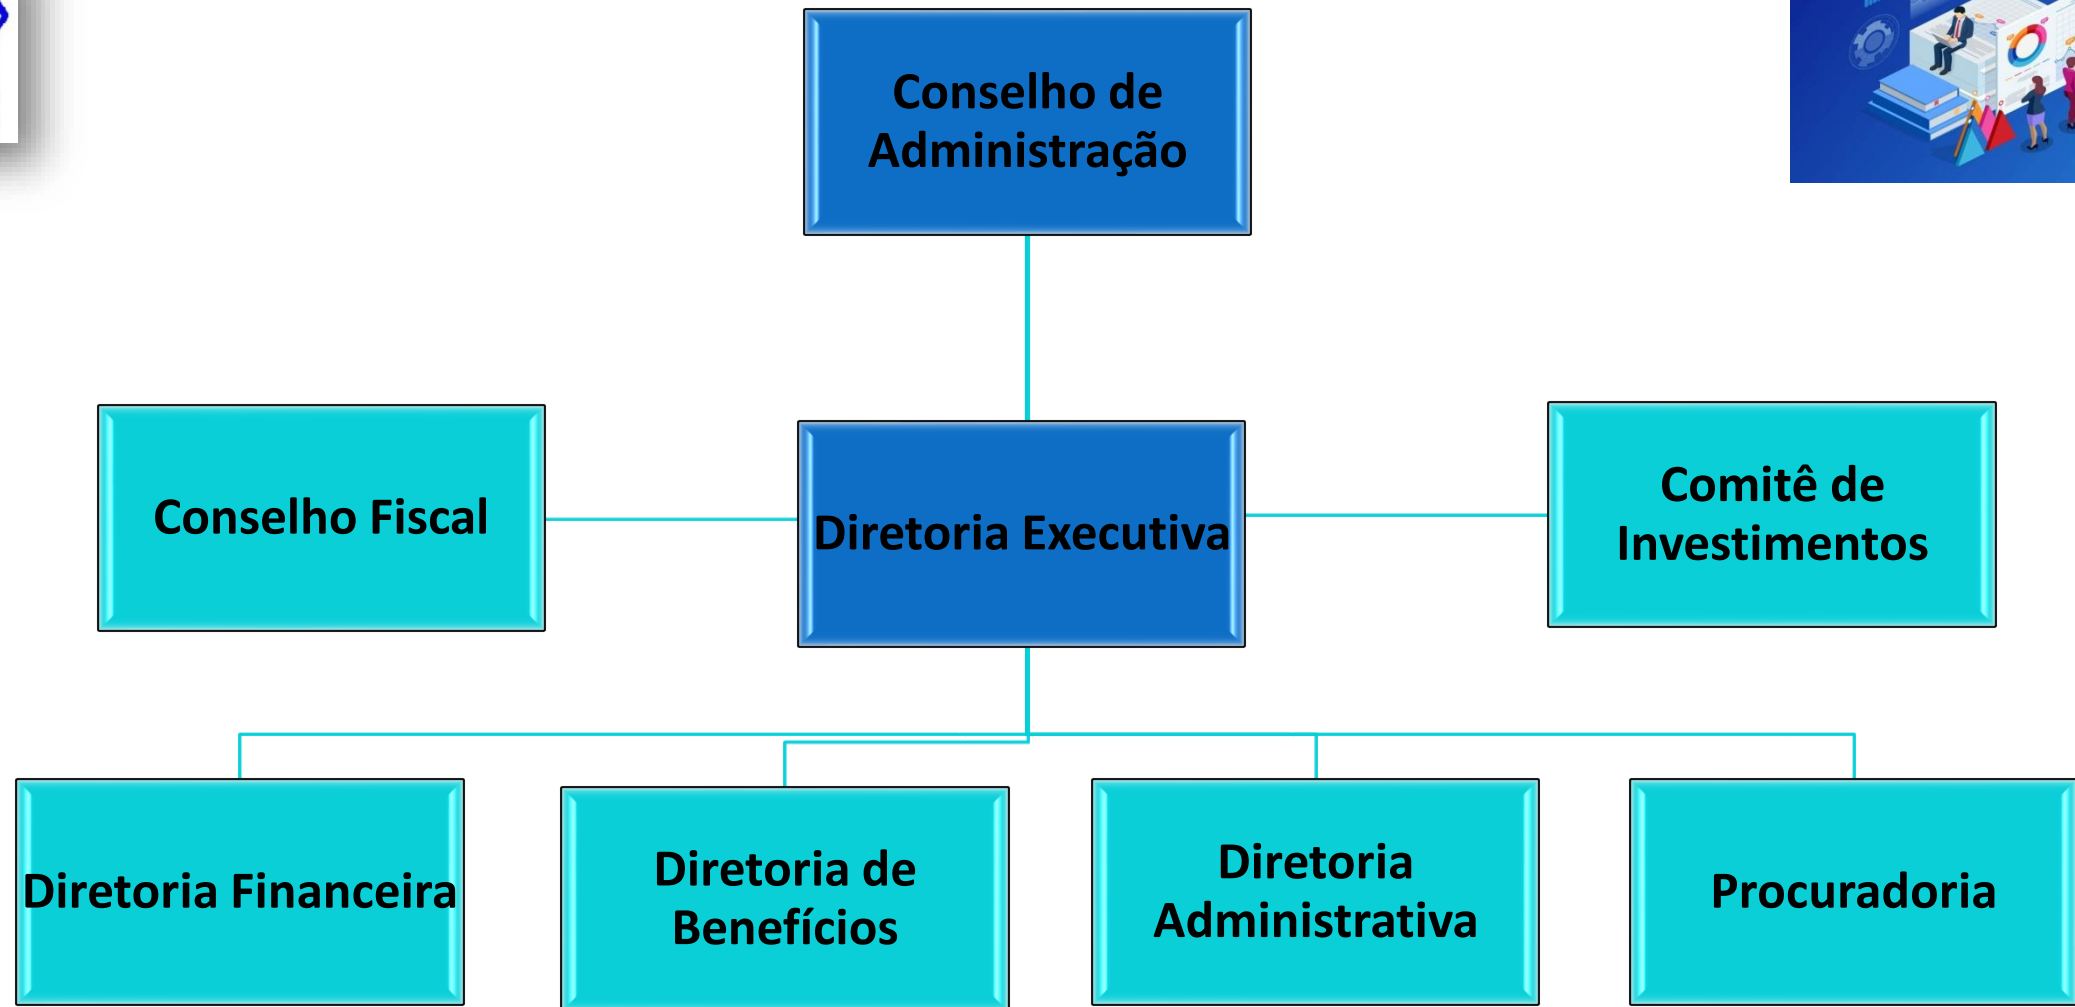 Conselho de
Administração
Conselho Fiscal
Diretoria Executiva
Comitê de
Investimentos
Diretoria Financeira
Diretoria de
Benefícios
Diretoria
Administrativa
Procuradoria